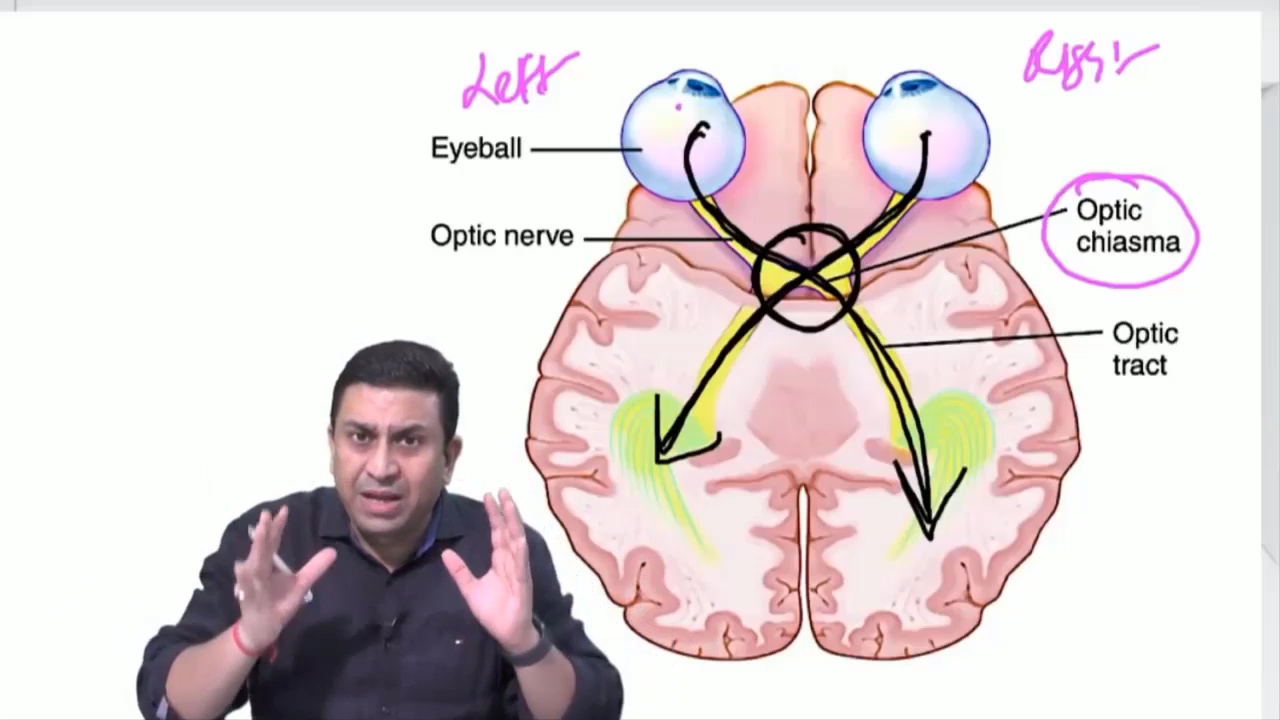 Left
Right
Eyeball
Optic nerve
Optic
chiasma
Optic
tract